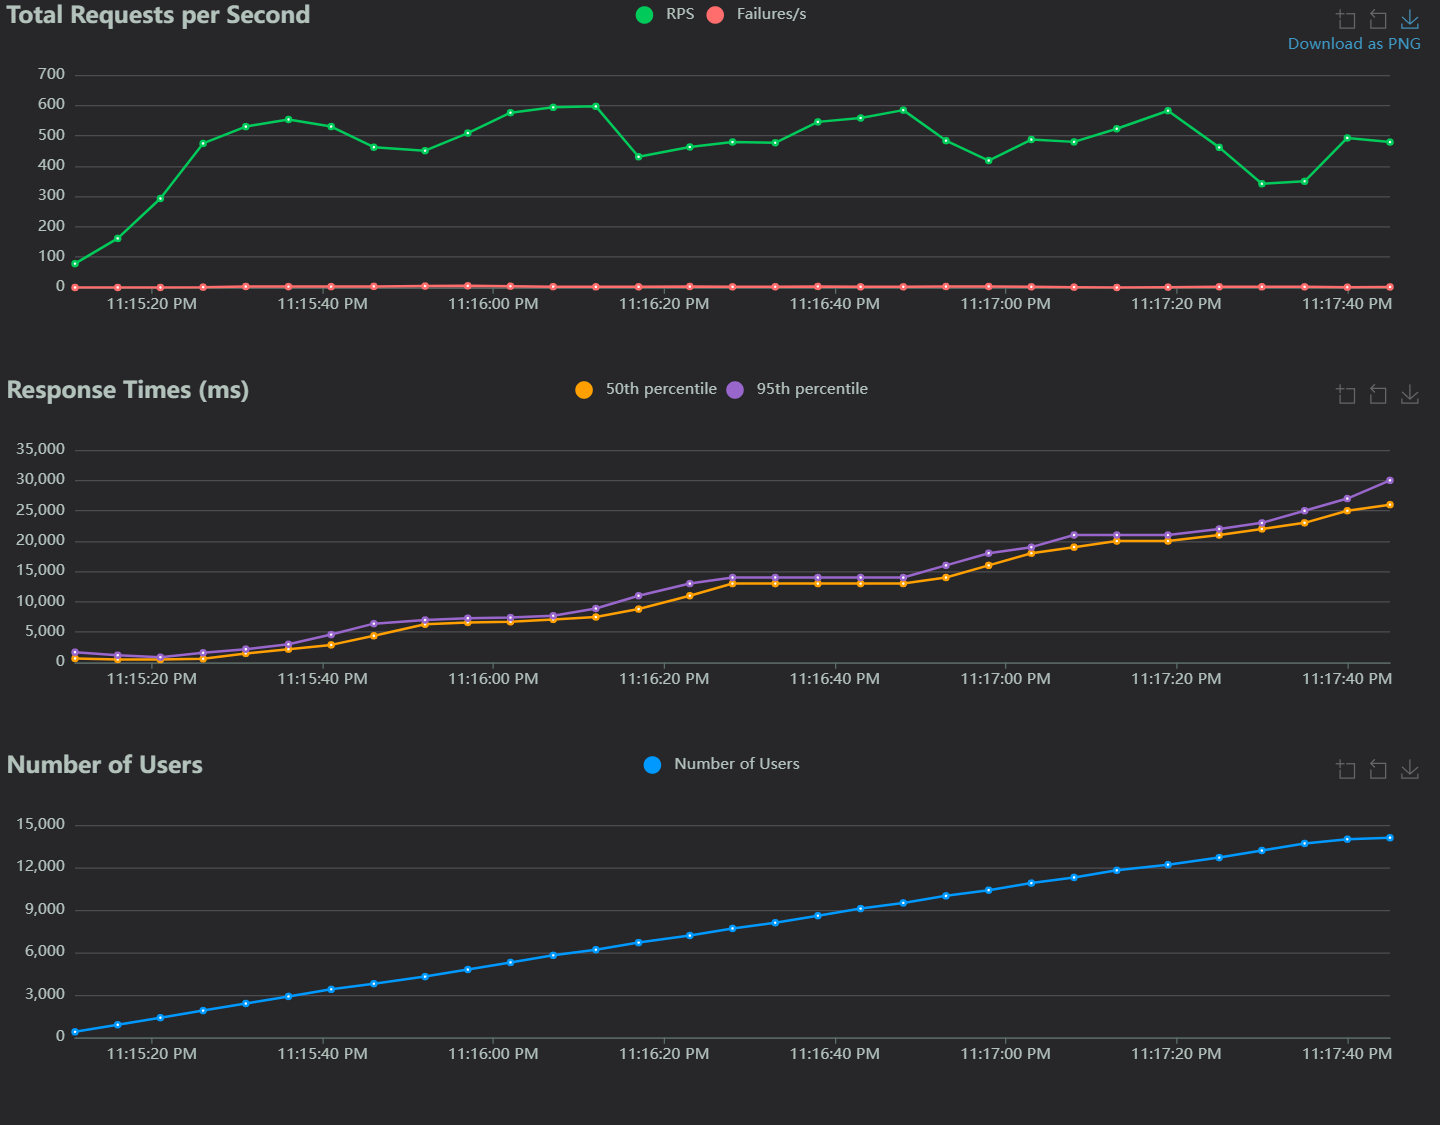 Total Requests per Second
RPS Failures/s
Download as PNG
700
600
500
400
300
200
100
0
11:15:20 PM 11:15:40 PM 11:16:00 PM 11:16:20 PM 11:16:40 PM 11:17:00 PM 11:17:20 PM 11:17:40 PM
Response Times (ms)
50th percentile 95th percentile
35,000
30,000
25,000
20,000
15,000
10,000
5,000
0
11:15:20 PM 11:15:40 PM 11:16:00 PM 11:16:20 PM 11:16:40 PM 11:17:00 PM 11:17:20 PM 11:17:40 PM
Number of Users
Number of Users
15,000
12,000
9,000
6,000
3,000
0
11:15:20 PM 11:15:40 PM 11:16:00 PM 11:16:20 PM 11:16:40 PM 11:17:00 PM 11:17:20 PM 11:17:40 PM